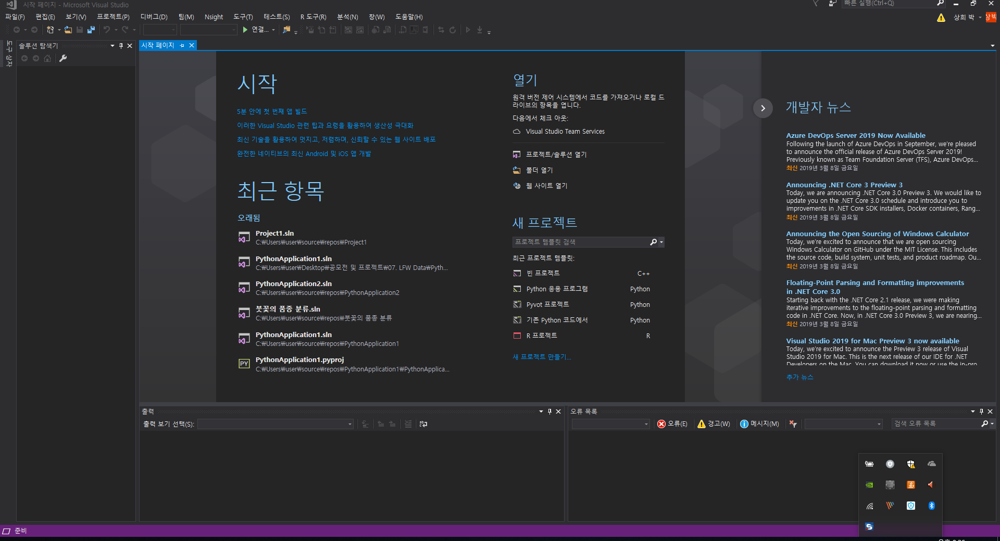 시작 페이지 - Microsoft Visual Studio
빠른 실행(Ctrl+Q)
파일(F) 편집(E) 보기(V) 프로젝트(P) 디버그(D) 팀(M) Nsight 도구(T) 테스트(S) R 도구(R) 분석(N) 창(W) 도움말(H)
상희 박
상박
연결...
도구 상자
솔루션 탐색기
시작 페이지
시작
5분 안에 첫 번째 앱 빌드
이러한 Visual Studio 관련 팁과 요령을 활용하여 생산성 극대화
최신 기술을 활용하여 멋지고, 저렴하며, 신뢰할 수 있는 웹 사이트 배포
완전한 네이티브의 최신 Android 및 iOS 앱 개발
최근 항목
오래됨
Project1.sln
C:₩Users₩user₩source₩repos₩Project1
PythonApplication1.sln
C:₩Users₩user₩Desktop₩공모전 및 프로젝트₩07. LFW Data₩Pyth...
PythonApplication2.sln
C:₩Users₩user₩source₩repos₩PythonApplication2
붓꽃의 품종 분류.sln
C:₩Users₩user₩source₩repos₩붓꽃의 품종 분류
PythonApplication1.sln
C:₩Users₩user₩source₩repos₩PythonApplication1
PY
PythonApplication1.pyproj
C:₩Users₩user₩source₩repos₩PythonApplication1₩PythonApplica...
열기
원격 버전 제어 시스템에서 코드를 가져오거나 로컬 드
라이브의 항목을 엽니다.
다음에서 체크 아웃:
Visual Studio Team Services
프로젝트/솔루션 열기
폴더 열기
웹 사이트 열기
새 프로젝트
프로젝트 템플릿 검색
최근 프로젝트 템플릿:
빈 프로젝트 C++
Python 응용 프로그램 Python
Pyvot 프로젝트 Python
기존 Python 코드에서 Python
R 프로젝트 R
새 프로젝트 만들기...
개발자 뉴스
Azure DevOps Server 2019 Now Available
Following the launch of Azure DevOps in September, we're pleased
to announce the official release of Azure DevOps Server 2019!
Previously known as Team Foundation Server (TFS), Azure DevOps...
최신 2019년 3월 8일 금요일
Announcing .NET Core 3 Preview 3
Today, we are announcing .NET Core 3.0 Preview 3. We would like to
update you on the .NET Core 3.0 schedule and introduce you to
improvements in .NET Core SDK installers, Docker containers, Rang...
최신 2019년 3월 8일 금요일
Announcing the Open Sourcing of Windows Calculator
Today, we're excited to announce that we are open sourcing
Windows Calculator on GitHub under the MIT License. This includes
the source code, build system, unit tests, and product roadmap. Ou...
최신 2019년 3월 8일 금요일
Floating-Point Parsing and Formatting improvements
in .NET Core 3.0
Starting back with the .NET Core 2.1 release, we were making
iterative improvements to the floating-point parsing and formatting
code in .NET Core. Now, in .NET Core 3.0 Preview 3, we are nearing...
최신 2019년 3월 8일 금요일
Visual Studio 2019 for Mac Preview 3 now available
Today, we're excited to announce the Preview 3 release of Visual
Studio 2019 for Mac. This is the next release of our IDE for .NET
Developers on the Mac. You can download it now or use the in-pro
추가 뉴스
출력
출력 보기 선택(S):
오류 목록
오류(E) 경고(W) 메시지(M) 검색 오류 목록
준비